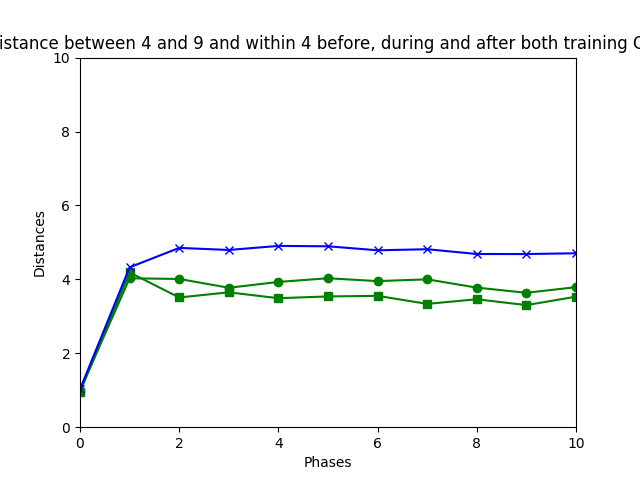 istance between 4 and 9 and within 4 before, during and after both training
10
8
6
4
2
0
Distances
0 2 4 6 8 10
Phases